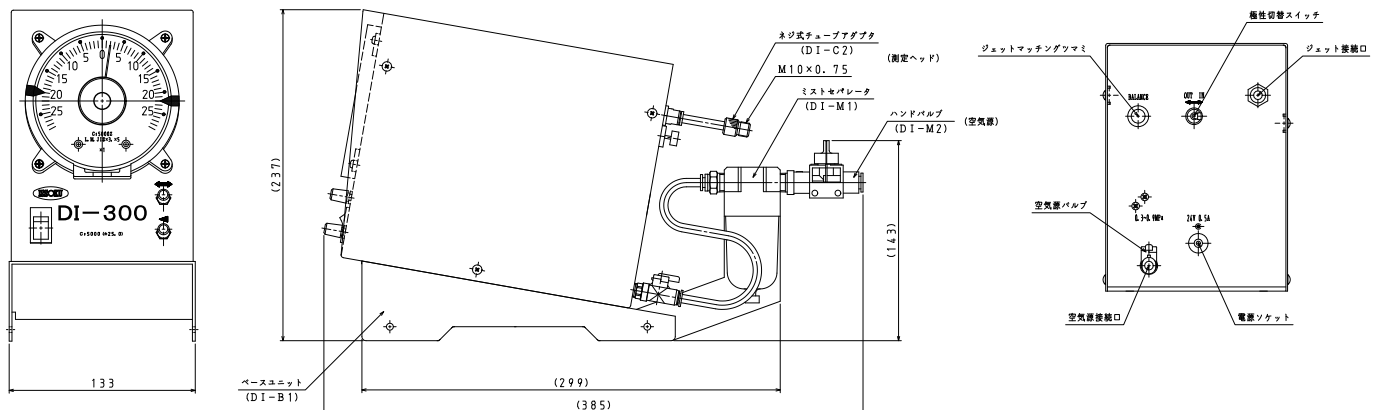 0
5
5
10
10
15
15
20
20
25
25
×1
DI-300
133
(237)
ネジ式チューブアダプタ
(DI-C2)
(測定ヘッド)
M10×0.75
ミストセパレータ
(DI-M1)
ハンドバルブ
(空気源)
(DI-M2)
(143)
ベースユニット
(DI-B1)
(299)
(385)
極性切替スイッチ
ジェットマッチングツマミ
ジェット接続口
BALANCE
OUT IN
空気源バルブ
0.3-0.9MPa
24V 0.5A
空気源接続口
電源ソケット